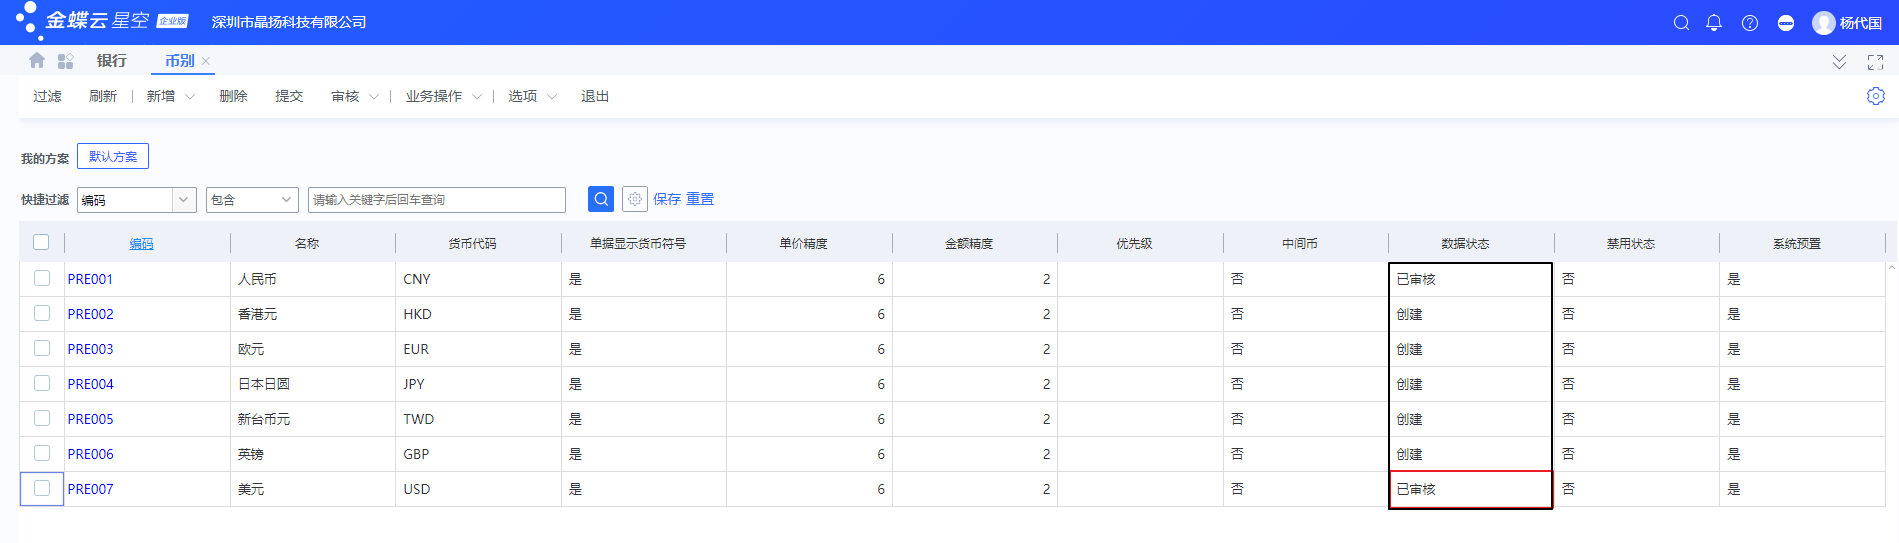 金蝶云 星空 企业版 深圳市晶扬科技有限公司 杨代国
银行 币别
过滤 刷新 新增 删除 提交 审核 业务操作 选项 退出
我的方案 默认方案
快捷过滤 编码 包含 请输入关键字后回车查询 保存 重置
编码 名称 货币代码 单据显示货币符号 单价精度 金额精度 优先级 中间币 数据状态 禁用状态 系统预置
PRE001 人民币 CNY 是 6 2 否 已审核 否 是
PRE002 香港元 HKD 是 6 2 否 创建 否 是
PRE003 欧元 EUR 是 6 2 否 创建 否 是
PRE004 日本日圆 JPY 是 6 2 否 创建 否 是
PRE005 新台币元 TWD 是 6 2 否 创建 否 是
PRE006 英镑 GBP 是 6 2 否 创建 否 是
PRE007 美元 USD 是 6 2 否 已审核 否 是